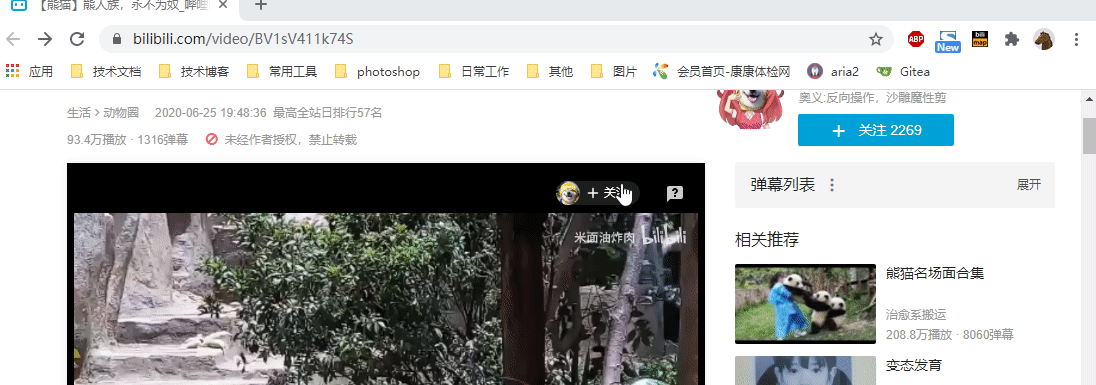 【熊猫】熊人族，永不为奴_哔哩
bilibili.com/video/BV1sV411k74S
ABP
New
bili
map
应用 技术文档 技术博客 常用工具 photoshop 日常工作 其他 图片 会员首页-康康体检网 aria2 Gitea
生活 > 动物圈 2020-06-25 19:48:36 最高全站日排行57名
93.4万播放 · 1316弹幕 未经作者授权，禁止转载
奥义:反向操作，沙雕魔性剪
+ 关注 2269
+ 关注
弹幕列表 展开
米面油炸肉 bilibili
相关推荐
熊猫名场面合集
治愈系搬运
208.8万播放 · 8060弹幕
变态发育